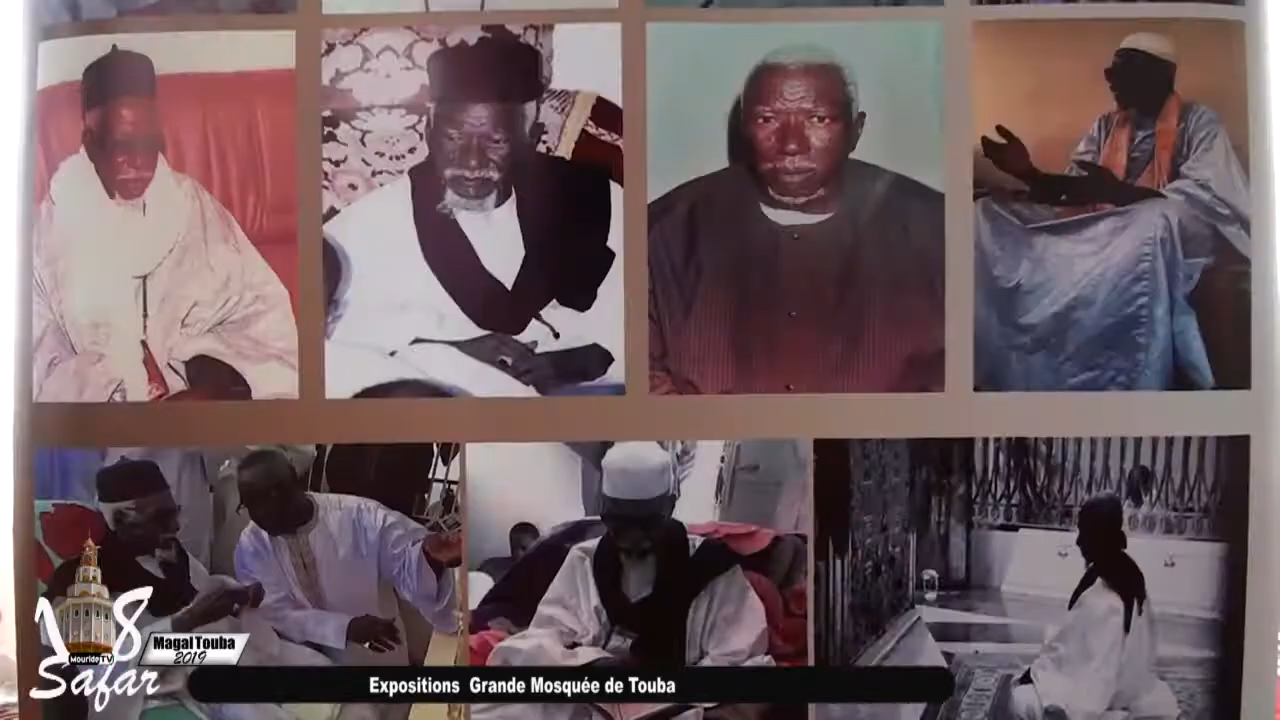 18
Safar
MourideTV
Magal Touba
2019
Expositions Grande Mosquée de Touba